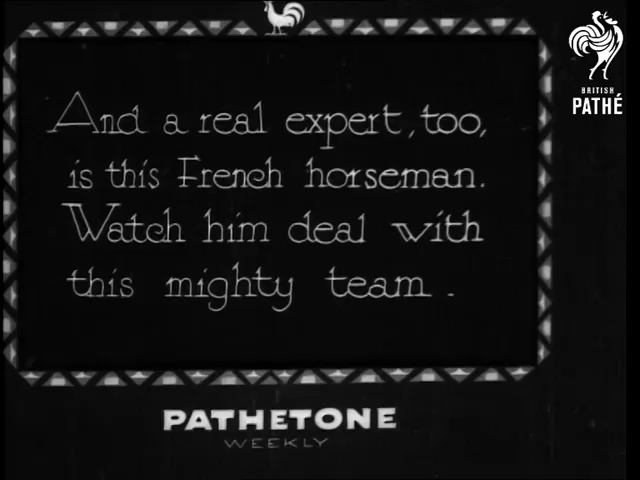 BRITISH
PATHÉ
And a real expert, too,
is this French horseman.
Watch him deal with
this mighty team.
PATHETONE
WEEKLY